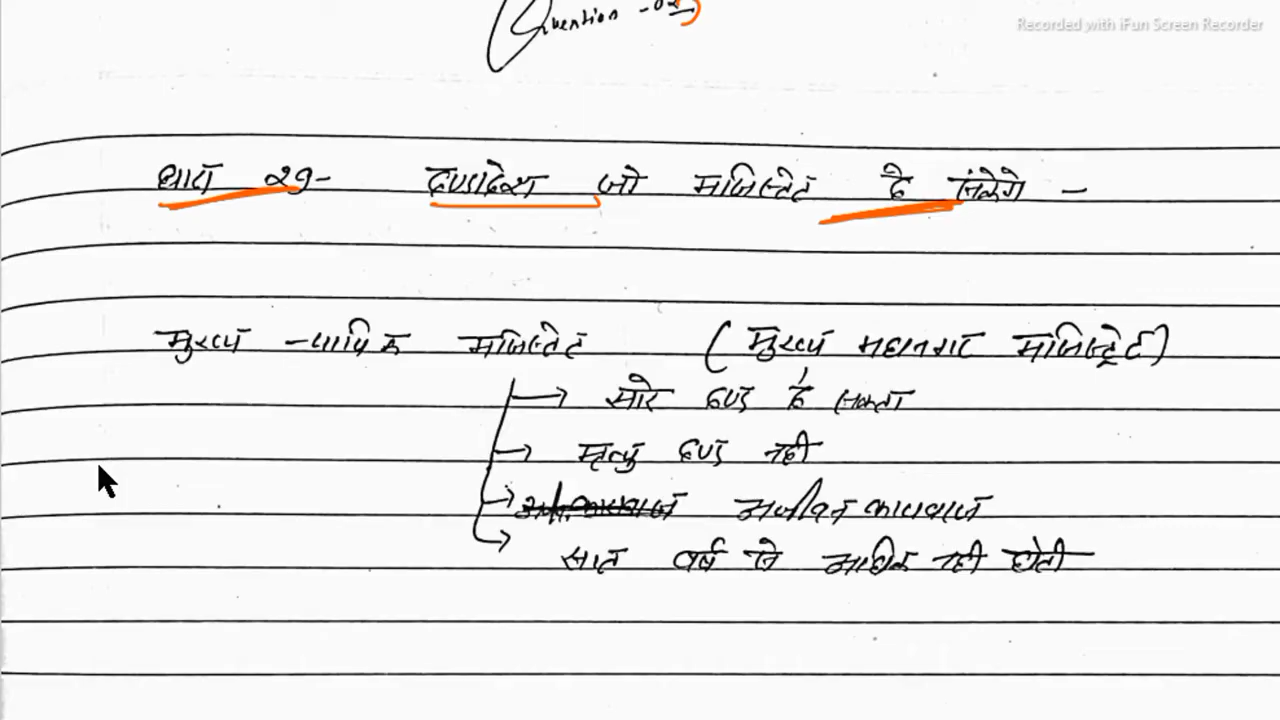 Question -02
Recorded with iFun Screen Recorder
धारा 29- दण्डादेश जो मजिस्ट्रेट दे सकेंगे -
मुख्य न्यायिक मजिस्ट्रेट (मुख्य महानगर मजिस्ट्रेट)
→ सारे दण्ड दे सकता
→ मृत्यु दण्ड नही
→ आजीवन कारावास
→ सात वर्ष से अधिक नही होती